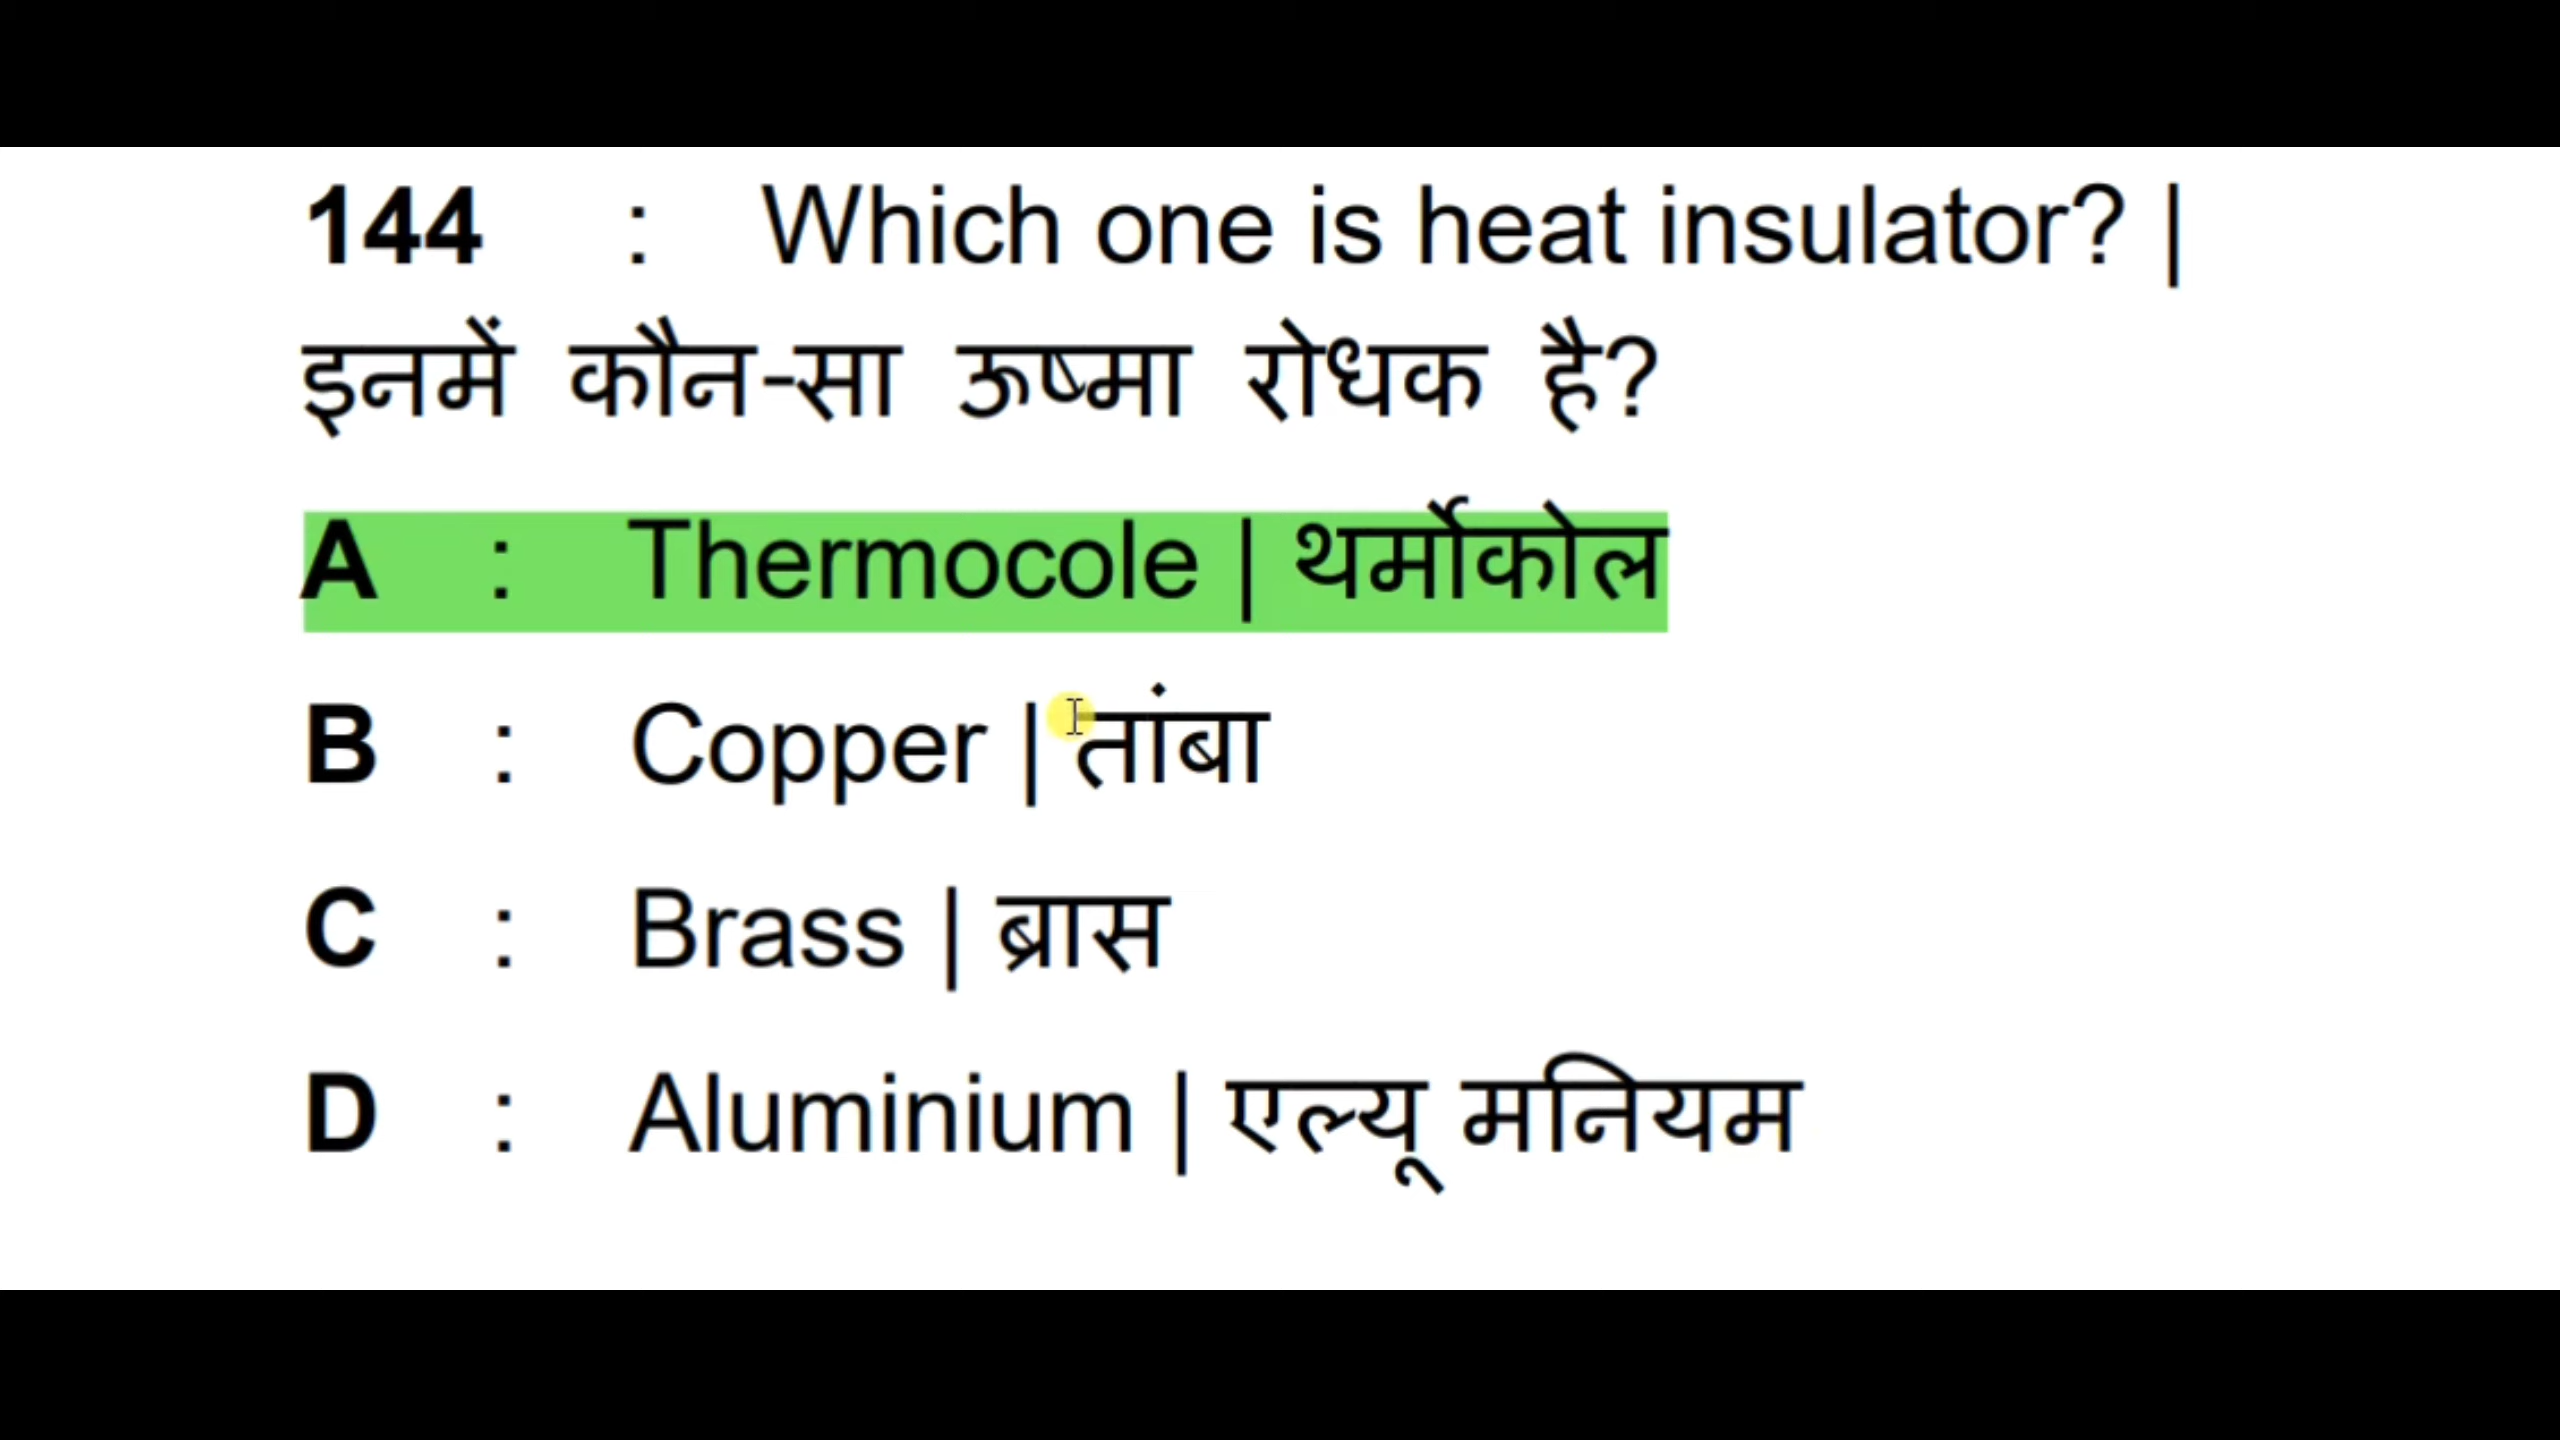 144 : Which one is heat insulator? |
इनमें कौन-सा ऊष्मा रोधक है?
A : Thermocole | थर्मोकोल
B : Copper | तांबा
C : Brass | ब्रास
D : Aluminium | एल्यू मनियम